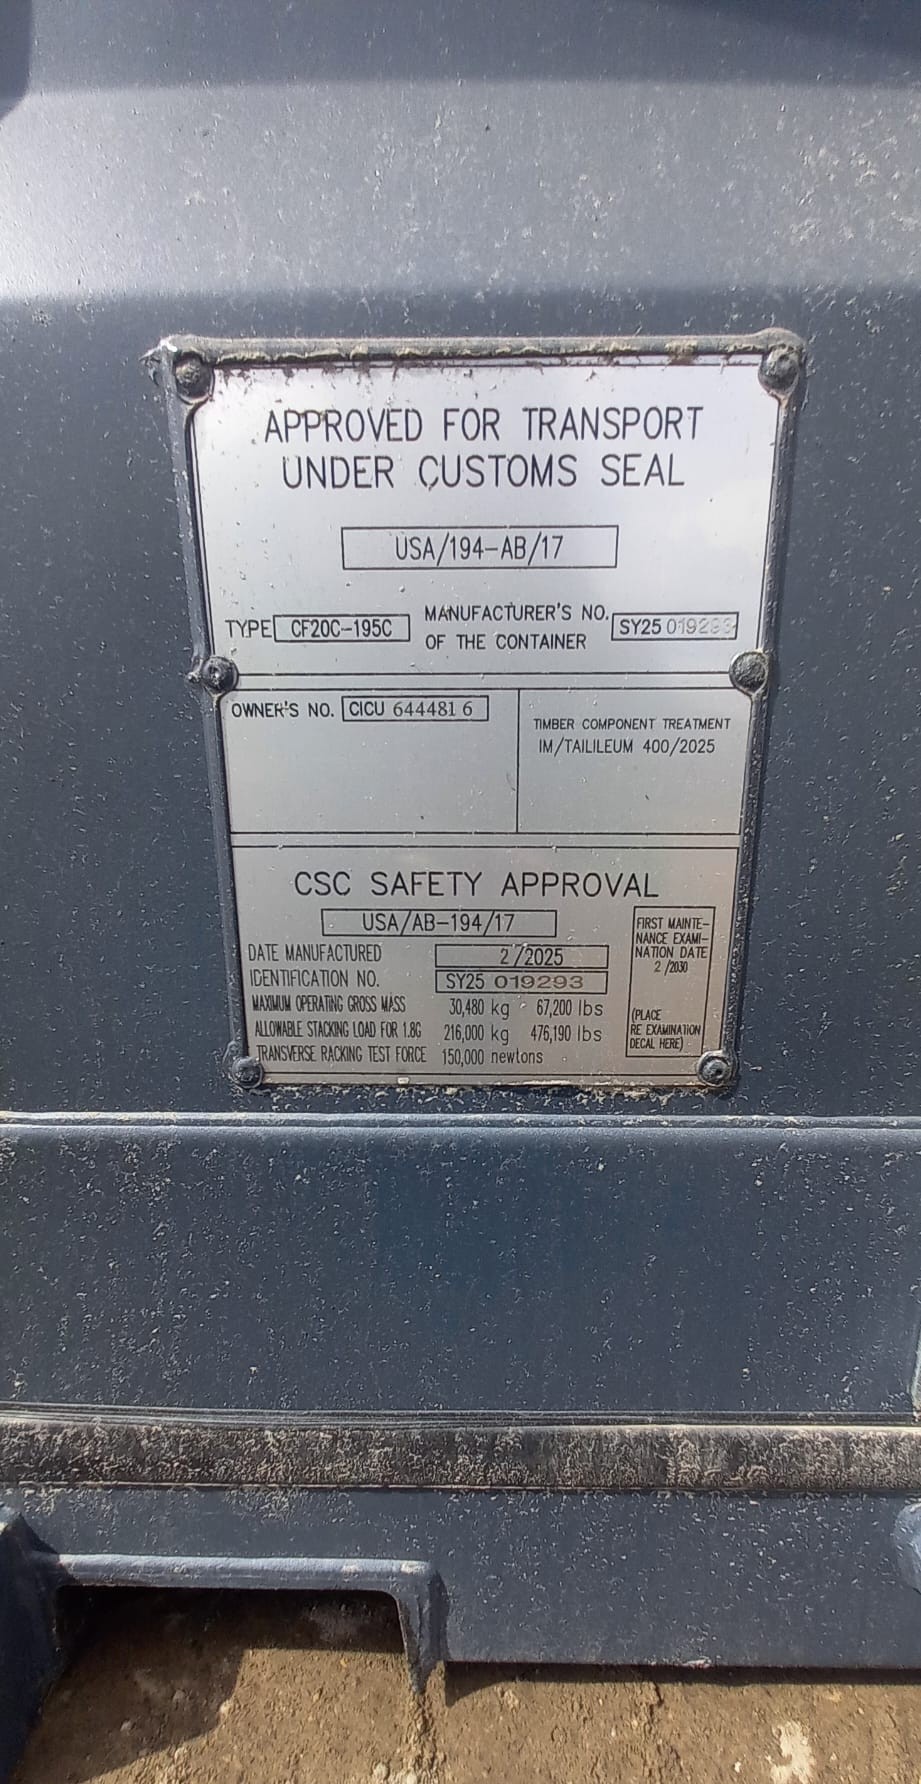 APPROVED FOR TRANSPORT
UNDER CUSTOMS SEAL
USA/194-AB/17
TYPE CF20C-195C MANUFACTURER'S NO. OF THE CONTAINER SY25 019293
OWNER'S NO. CICU 644481 6
TIMBER COMPONENT TREATMENT
IM/TAILILEUM 400/2025
CSC SAFETY APPROVAL
USA/AB-194/17
DATE MANUFACTURED 2/2025
IDENTIFICATION NO. SY25 019293
MAXIMUM OPERATING GROSS MASS 30,480 kg 67,200 lbs
ALLOWABLE STACKING LOAD FOR 1.8G 216,000 kg 476,190 lbs
TRANSVERSE RACKING TEST FORCE 150,000 newtons
FIRST MAINTE-
NANCE EXAMI-
NATION DATE
2 /2030
(PLACE
RE EXAMINATION
DECAL HERE)